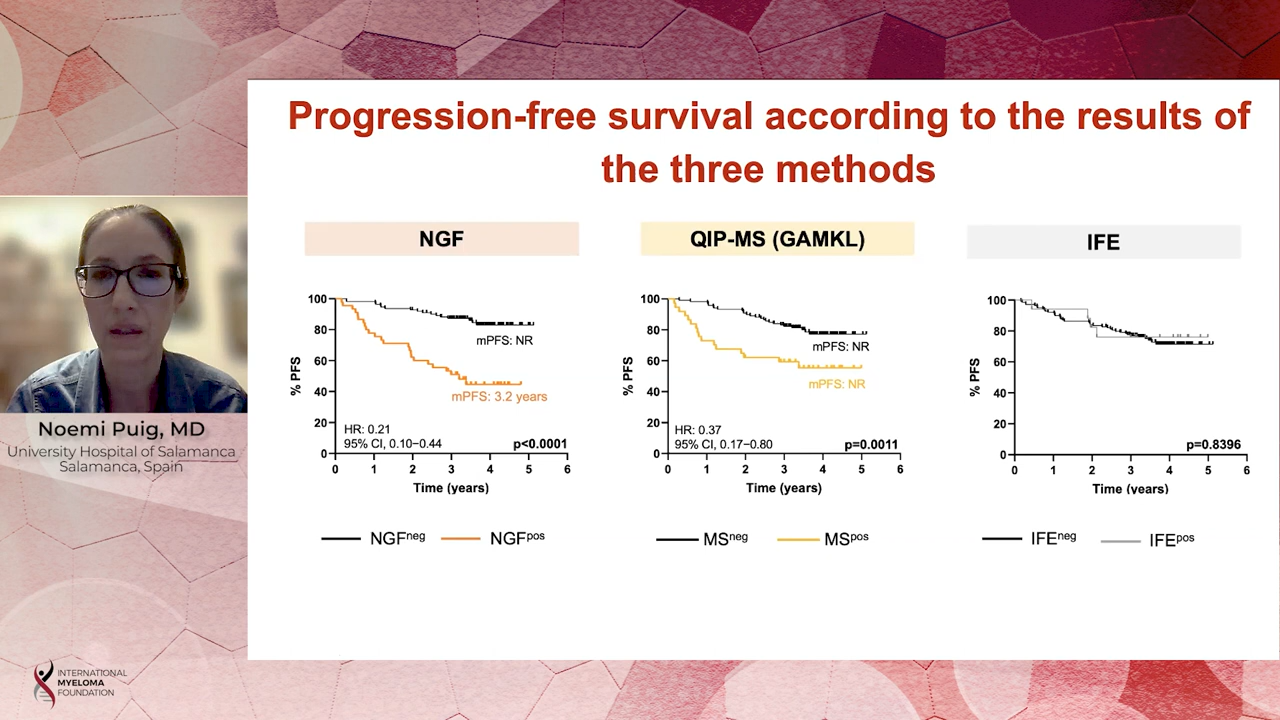 Progression-free survival according to the results of
the three methods
NGF
QIP-MS (GAMKL)
IFE
100
80
60
40
20
0
% PFS
mPFS: NR
mPFS: 3.2 years
HR: 0.21
95% CI, 0.10–0.44
p<0.0001
0 1 2 3 4 5 6
Time (years)
NGFneg
NGFpos
100
80
60
40
20
0
% PFS
mPFS: NR
mPFS: NR
HR: 0.37
95% CI, 0.17–0.80
p=0.0011
0 1 2 3 4 5 6
Time (years)
MSneg
MSpos
100
80
60
40
20
0
% PFS
p=0.8396
0 1 2 3 4 5 6
Time (years)
IFEneg
IFEpos
Noemi Puig, MD
University Hospital of Salamanca
Salamanca, Spain
INTERNATIONAL
MYELOMA
FOUNDATION